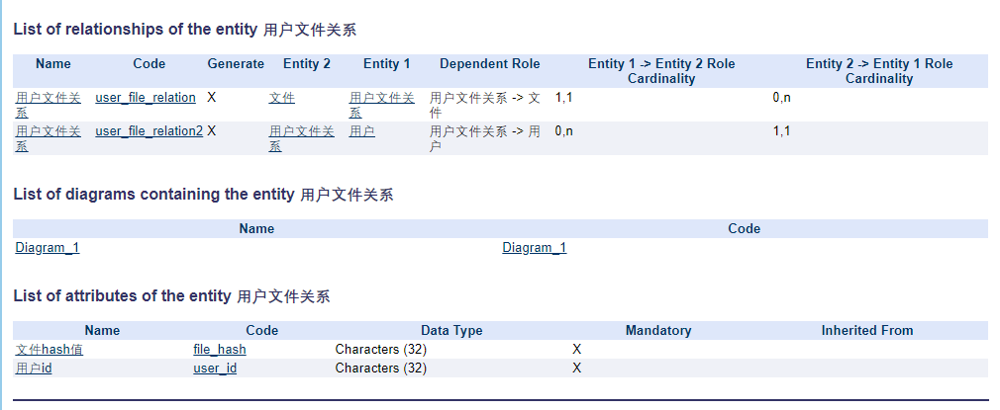 List of relationships of the entity 用户文件关系
Name Code Generate Entity 2 Entity 1 Dependent Role Entity 1 -> Entity 2 Role Cardinality Entity 2 -> Entity 1 Role Cardinality
用户文件关系 user_file_relation X 文件 用户文件关系 用户文件关系 -> 文件 1,1 0,n
用户文件关系 user_file_relation2 X 用户文件关系 用户 用户文件关系 -> 用户 0,n 1,1
List of diagrams containing the entity 用户文件关系
Name Code
Diagram_1 Diagram_1
List of attributes of the entity 用户文件关系
Name Code Data Type Mandatory Inherited From
文件hash值 file_hash Characters (32) X
用户id user_id Characters (32) X